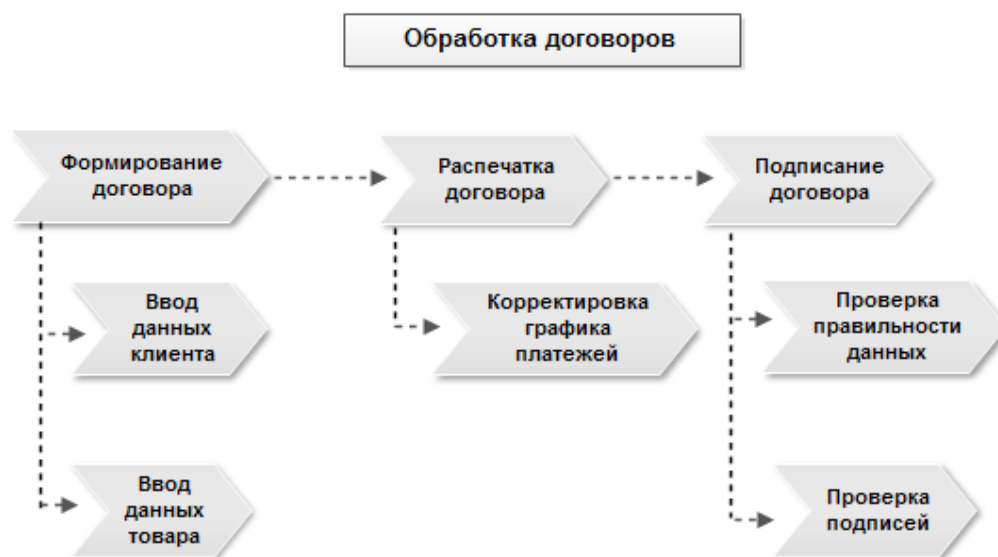 Обработка договоров
Формирование
договора
Распечатка
договора
Подписание
договора
Ввод
данных
клиента
Корректировка
графика
платежей
Проверка
правильности
данных
Ввод
данных
товара
Проверка
подписей